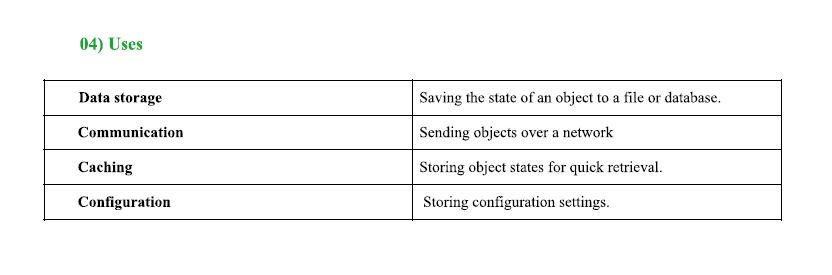 04) Uses
Data storage Saving the state of an object to a file or database.
Communication Sending objects over a network
Caching Storing object states for quick retrieval.
Configuration Storing configuration settings.